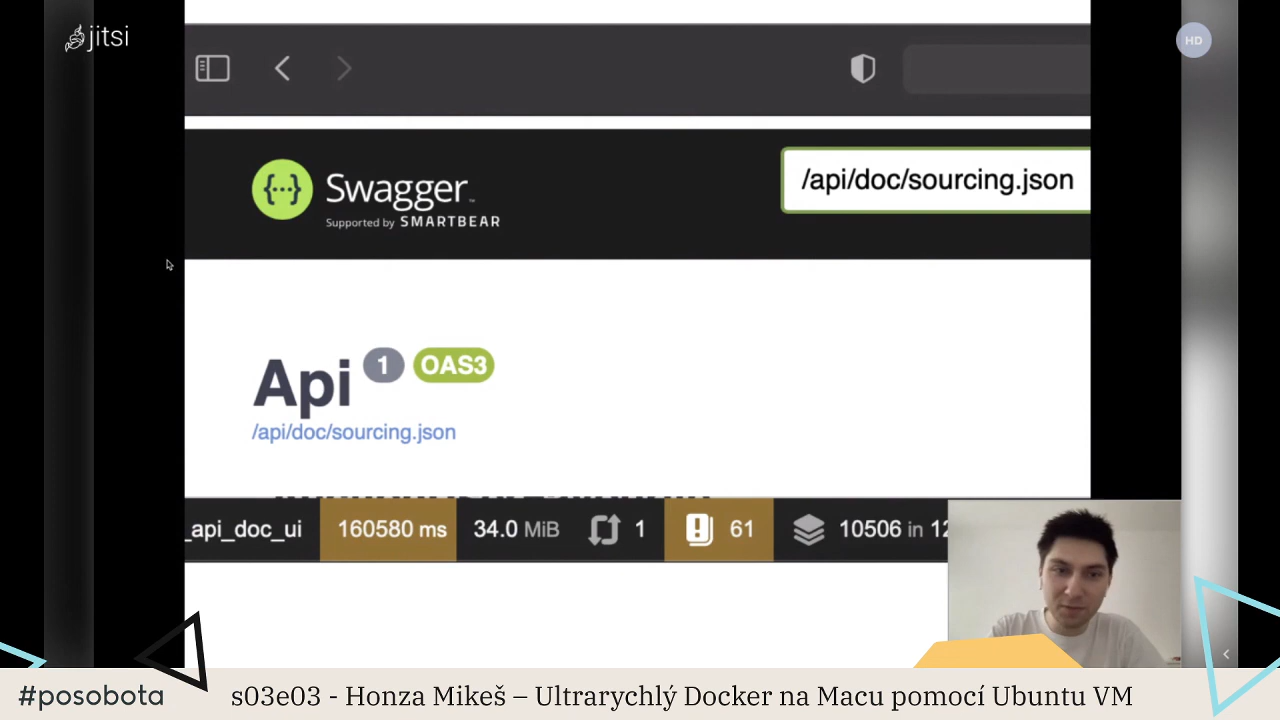 jitsi
HD
Swagger
Supported by SMARTBEAR
/api/doc/sourcing.json
Api 1 OAS3
/api/doc/sourcing.json
_api_doc_ui 160580 ms 34.0 MiB 1 61 10506 in 12
#posobota s03e03 - Honza Mikeš – Ultrarychlý Docker na Macu pomocí Ubuntu VM